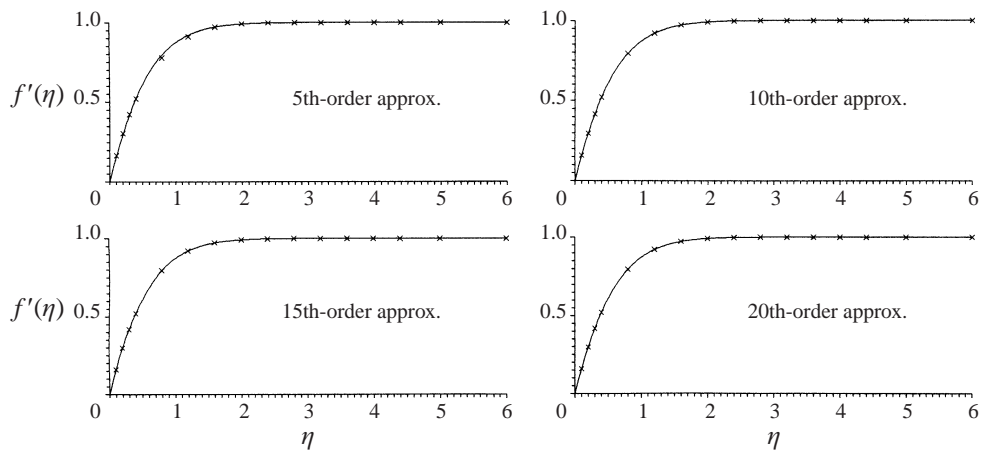 1.0
f′(η) 0.5
5th-order approx.
0 1 2 3 4 5 6
1.0
0.5
10th-order approx.
0 1 2 3 4 5 6
1.0
f′(η) 0.5
15th-order approx.
0 1 2 3 4 5 6
η
1.0
0.5
20th-order approx.
0 1 2 3 4 5 6
η